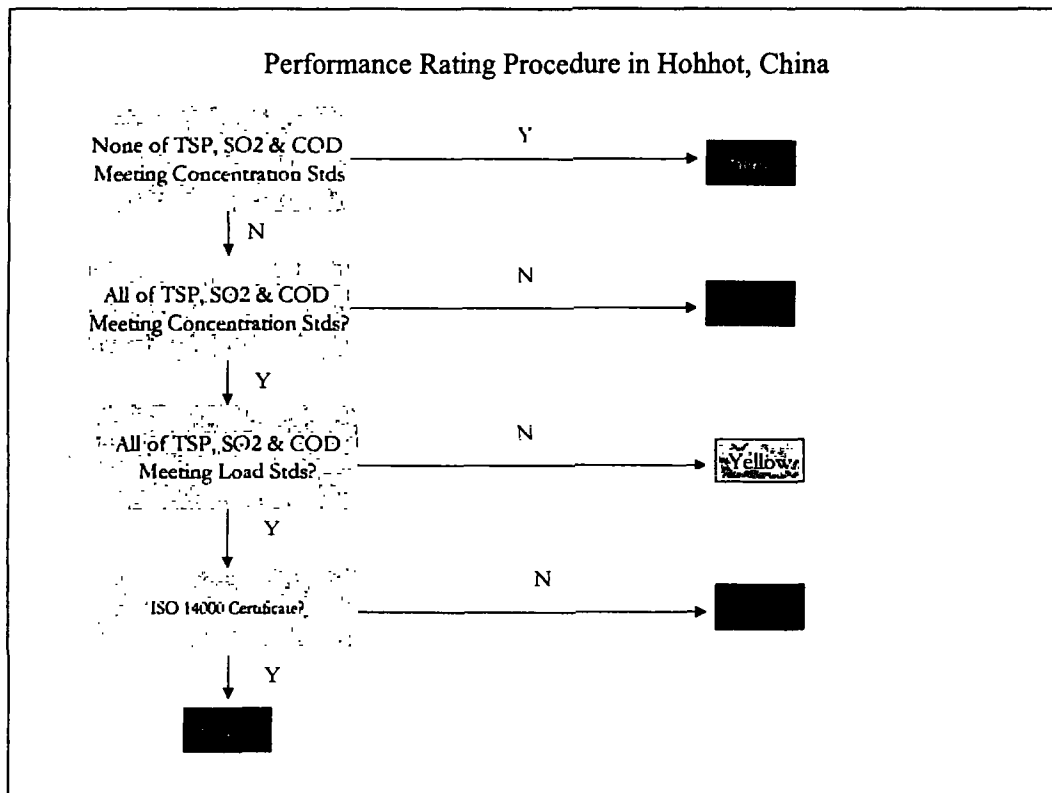 Performance Rating Procedure in Hohhot, China
None of TSP, SO2 & COD
Meeting Concentration Stds
Y
N
All of TSP, SO2 & COD
Meeting Concentration Stds?
N
Y
All of TSP, SO2 & COD
Meeting Load Stds?
N
Yellow
Y
ISO 14000 Certificate?
N
Y